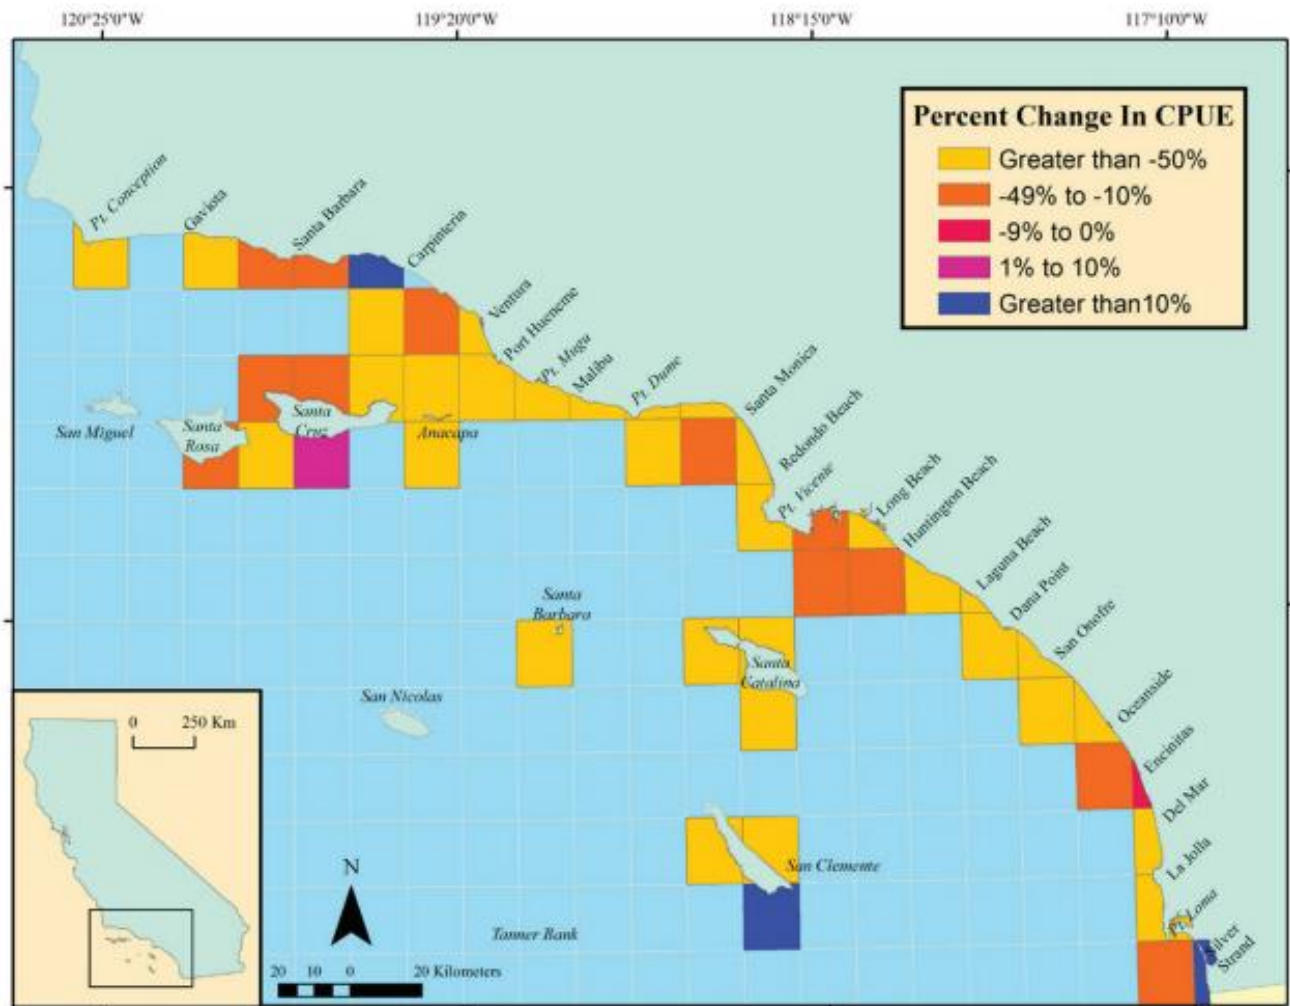 120°25'0"W 119°20'0"W 118°15'0"W 117°10'0"W
Percent Change In CPUE
Greater than -50%
-49% to -10%
-9% to 0%
1% to 10%
Greater than10%
Pt. Conception
Gaviota
Santa Barbara
Carpinteria
Ventura
Port Hueneme
Pt. Mugu
Malibu
Pt. Dume
Santa Monica
Redondo Beach
Pt. Vicente
Long Beach
Huntington Beach
Laguna Beach
Dana Point
San Onofre
Oceanside
Encinitas
Del Mar
La Jolla
Pt. Loma
Silver
Strand
San Miguel
Santa
Rosa
Santa
Cruz
Anacapa
Santa
Barbara
San Nicolas
Santa
Catalina
San Clemente
Tanner Bank
0 250 Km
N
20 10 0 20 Kilometers